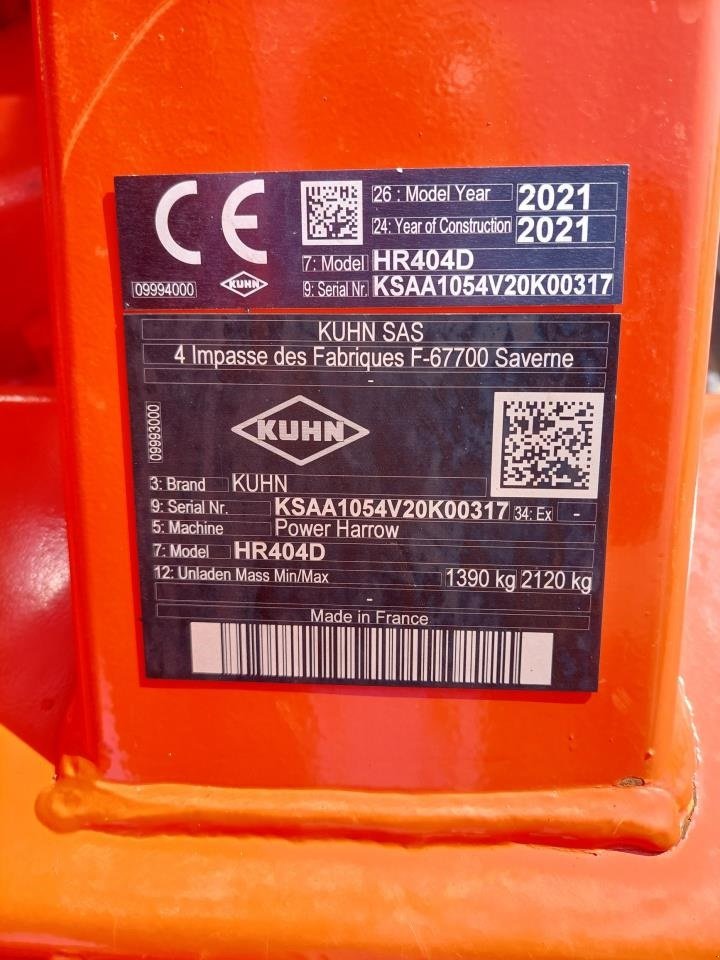 CE
26 : Model Year 2021
24: Year of Construction 2021
7: Model HR404D
09994000 KUHN 9: Serial Nr. KSAA1054V20K00317
KUHN SAS
4 Impasse des Fabriques F-67700 Saverne
-
09993000
KUHN
3: Brand KUHN
9: Serial Nr. KSAA1054V20K00317 34: Ex -
5: Machine Power Harrow
7: Model HR404D
12: Unladen Mass Min/Max 1390 kg 2120 kg
-
Made in France